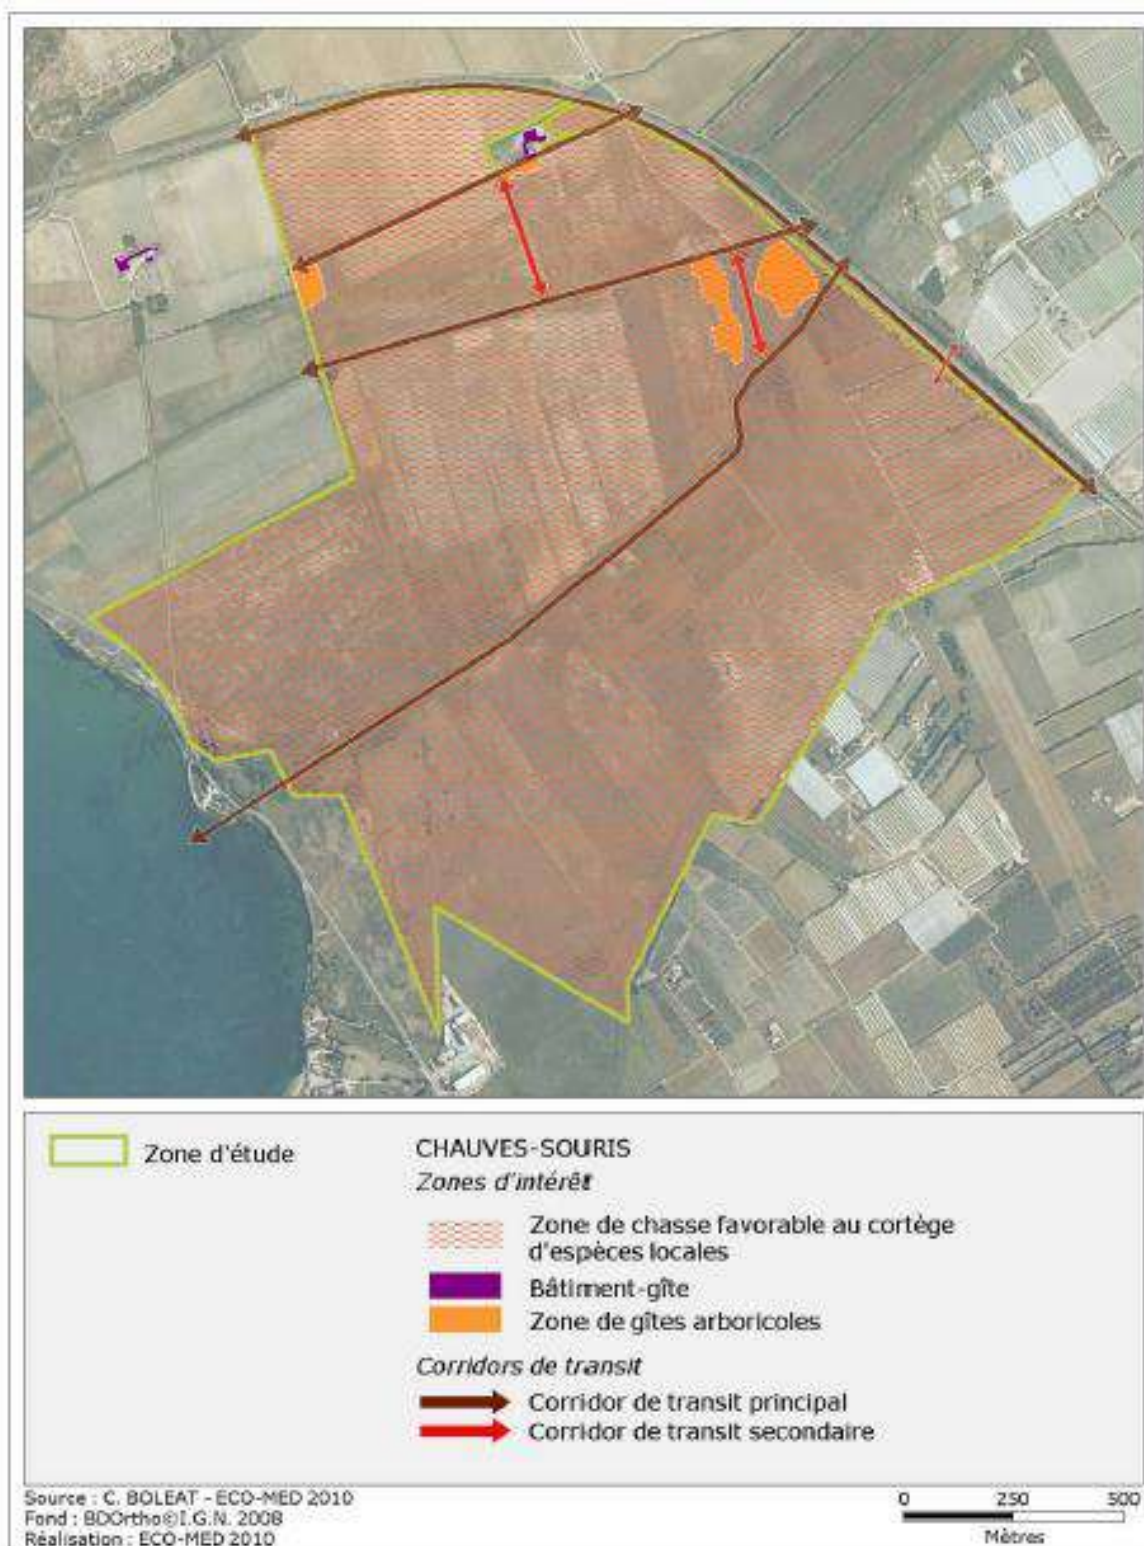 Zone d'étude
CHAUVES-SOURIS
Zones d'intérêt
Zone de chasse favorable au cortège
d'espèces locales
Bâtiment-gîte
Zone de gîtes arboricoles
Corridors de transit
Corridor de transit principal
Corridor de transit secondaire
Source : C. BOLEAT - ECO-MED 2010
Fond : BDOrtho©I.G.N. 2008
Réalisation : ECO-MED 2010
0 250 500
Mètres